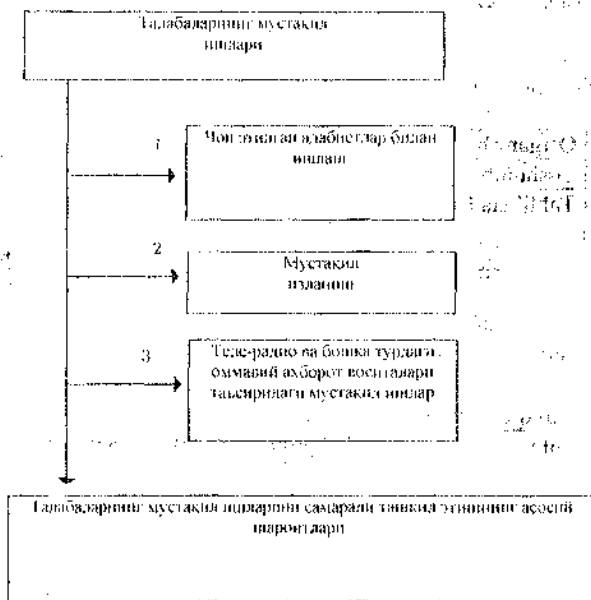 Талабаларнинг мустақил
ишлари
1
Чоп этилган адабиётлар билан
ишлаш
2
Мустақил
изланиш
3
Теле-радио ва бошқа турдаги
оммавий ахборот воситалари
таъсиридаги мустақил ишлар
Талабаларнинг мустақил ишларини самарали ташкил этишнинг асосий
шароитлари